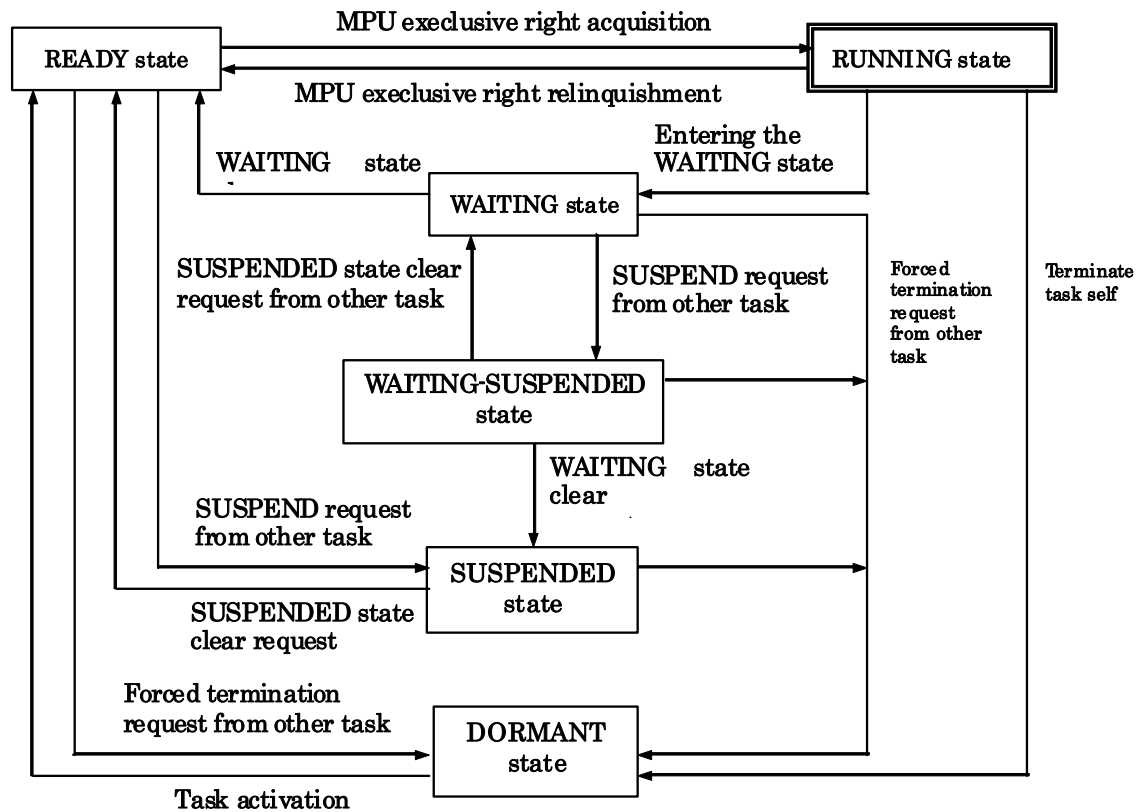 MPU execlusive right acquisition
READY state
RUNNING state
MPU execlusive right relinquishment
Entering the
WAITING state
WAITING state
WAITING state
SUSPENDED state clear
request from other task
SUSPEND request
from other task
Forced
termination
request
from other
task
Terminate
task self
WAITING-SUSPENDED
state
WAITING state
clear
SUSPEND request
from other task
SUSPENDED
state
SUSPENDED state
clear request
Forced termination
request from other task
DORMANT
state
Task activation